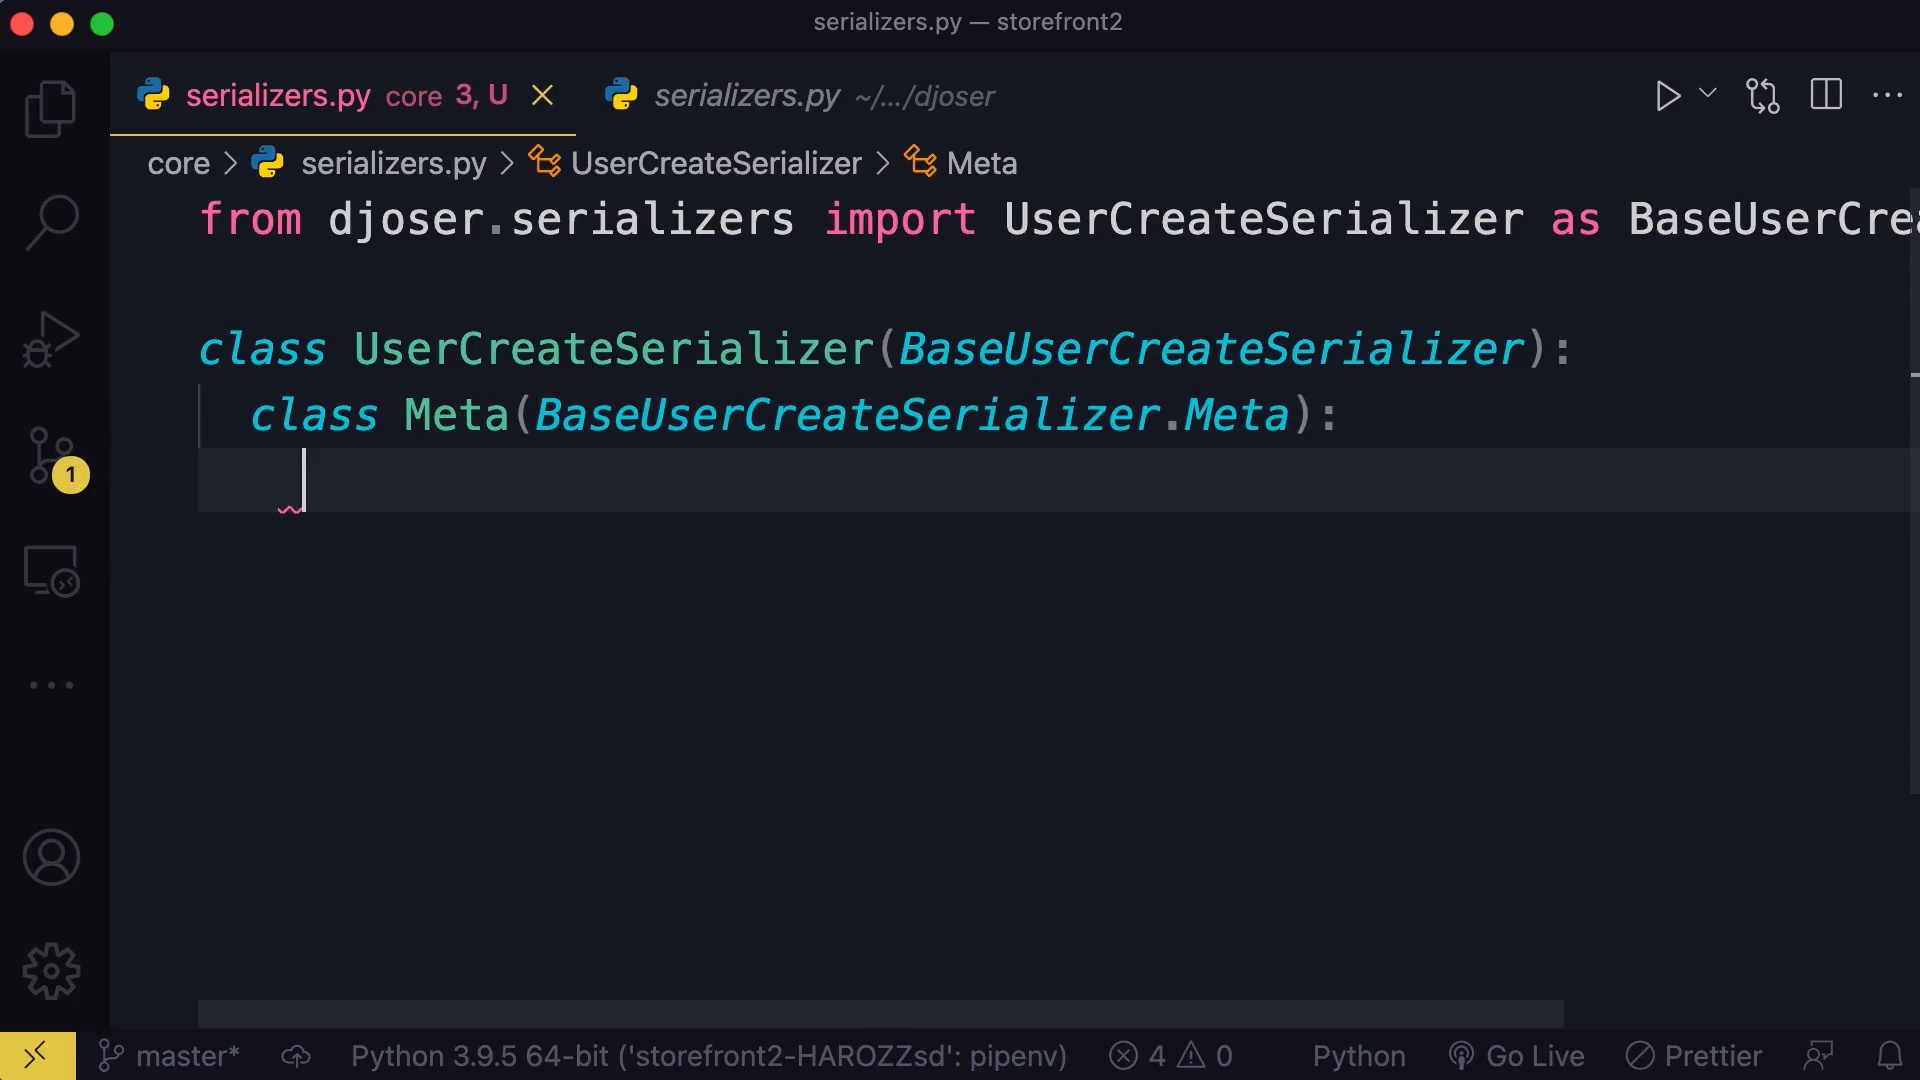 serializers.py — storefront2
serializers.py core 3, U serializers.py ~/.../djoser
core > serializers.py > UserCreateSerializer > Meta
from djoser.serializers import UserCreateSerializer as BaseUserCrea
class UserCreateSerializer(BaseUserCreateSerializer):
class Meta(BaseUserCreateSerializer.Meta):
1
master* Python 3.9.5 64-bit ('storefront2-HAROZZsd': pipenv) 4 0 Python Go Live Prettier